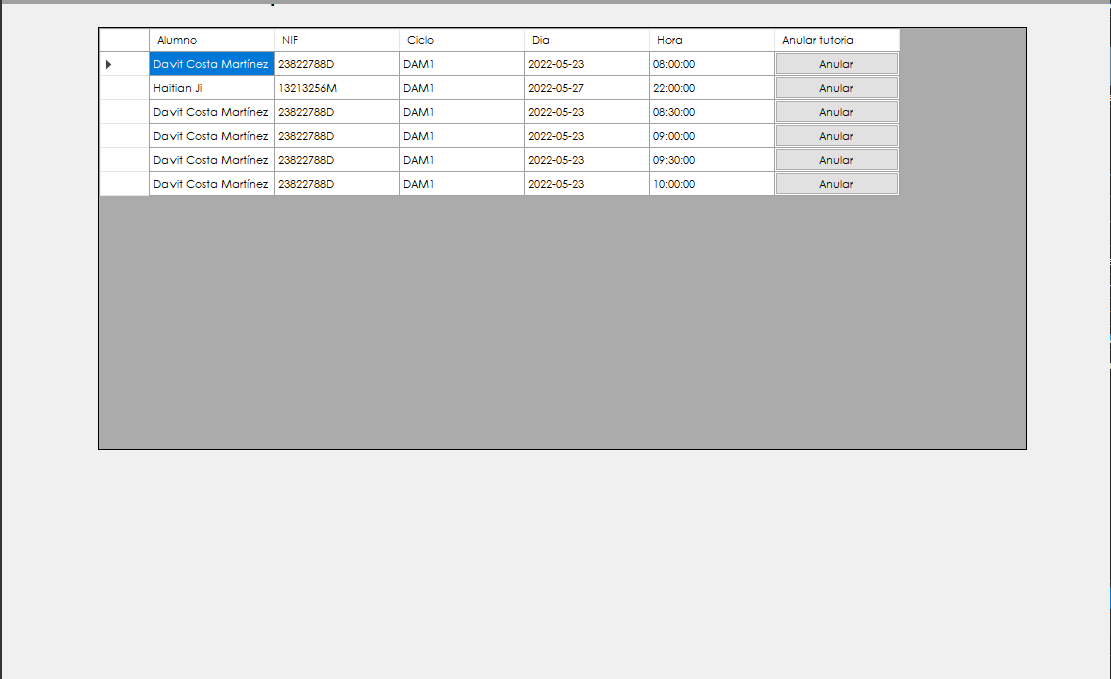 Alumno NIF Ciclo Dia Hora Anular tutoria
Davit Costa Martínez 23822788D DAM1 2022-05-23 08:00:00 Anular
Haitian Ji 13213256M DAM1 2022-05-27 22:00:00 Anular
Davit Costa Martínez 23822788D DAM1 2022-05-23 08:30:00 Anular
Davit Costa Martínez 23822788D DAM1 2022-05-23 09:00:00 Anular
Davit Costa Martínez 23822788D DAM1 2022-05-23 09:30:00 Anular
Davit Costa Martínez 23822788D DAM1 2022-05-23 10:00:00 Anular